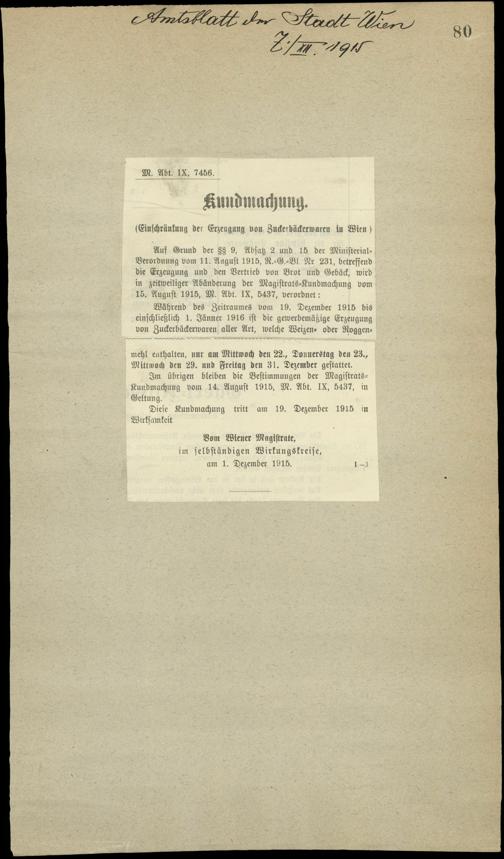 Amtsblatt der Stadt Wien
7./XII. 1915
80
M. Abt. IX, 7456.
Kundmachung.
(Einschränkung der Erzeugung von Zuckerbäckerwaren in Wien)
Auf Grund der §§ 9, Absatz 2 und 15 der Ministerial-
Verordnung vom 11. August 1915, R.-G.-Bl. Nr 231, betreffend
die Erzeugung und den Vertrieb von Brot und Gebäck, wird
in zeitweiliger Abänderung der Magistrats-Kundmachung vom
15. August 1915, M. Abt. IX, 5437, verordnet:
Während des Zeitraumes vom 19. Dezember 1915 bis
einschließlich 1. Jänner 1916 ist die gewerbemäßige Erzeugung
von Zuckerbäckerwaren aller Art, welche Weizen- oder Roggen-
mehl enthalten, nur am Mittwoch den 22., Donnerstag den 23.,
Mittwoch den 29. und Freitag den 31. Dezember gestattet.
Im übrigen bleiben die Bestimmungen der Magistrats-
Kundmachung vom 14. August 1915, M. Abt. IX, 5437, in
Geltung.
Diese Kundmachung tritt am 19. Dezember 1915 in
Wirksamkeit
Vom Wiener Magistrate,
im selbständigen Wirkungskreise,
am 1. Dezember 1915. 1—3